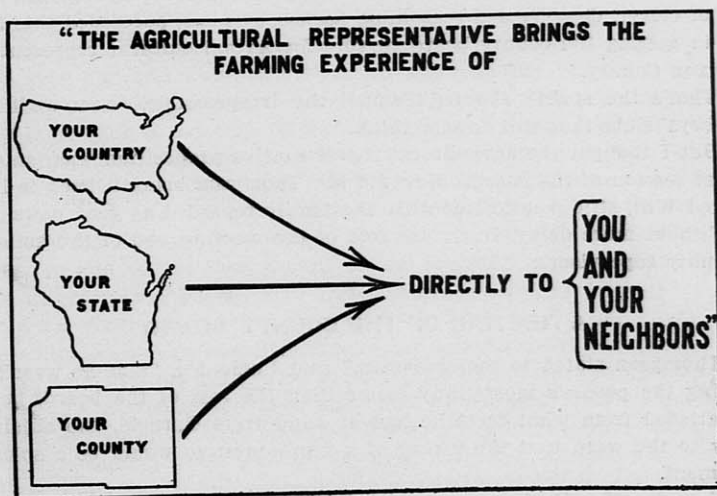 "THE AGRICULTURAL REPRESENTATIVE BRINGS THE
FARMING EXPERIENCE OF
YOUR
COUNTRY
YOUR
STATE
YOUR
COUNTY
DIRECTLY TO
YOU
AND
YOUR
NEIGHBORS"